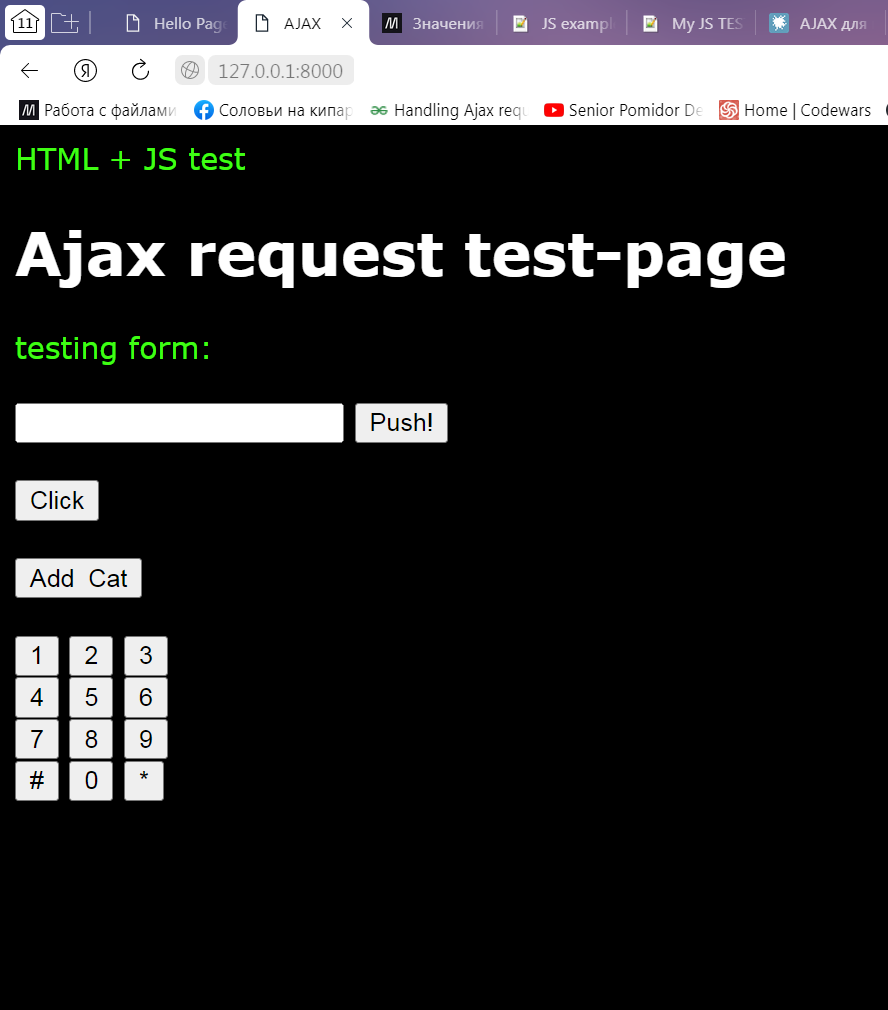 11 Hello Page AJAX Значения JS exampl My JS TES АЈАХ для
Я 127.0.0.1:8000
Работа с файлами Соловьи на кипар Handling Ajax requ Senior Pomidor De Home | Codewars
HTML + JS test
Ajax request test-page
testing form:
Push!
Click
Add Cat
1 2 3
4 5 6
7 8 9
# 0 *